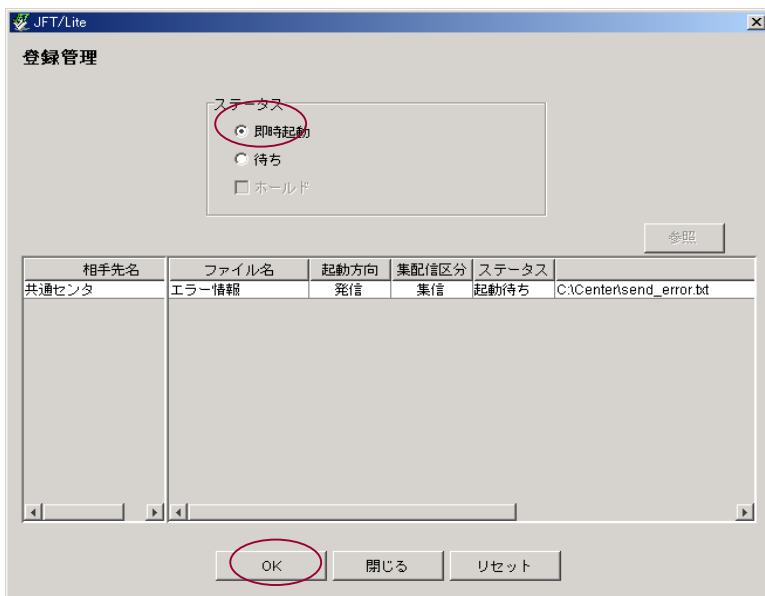 JFT/Lite
登録管理
ステータス
即時起動
待ち
ホールド
参照
相手先名 ファイル名 起動方向 集配信区分 ステータス
共通センタ エラー情報 発信 集信 起動待ち C:\Center\send_error.txt
OK 閉じる リセット